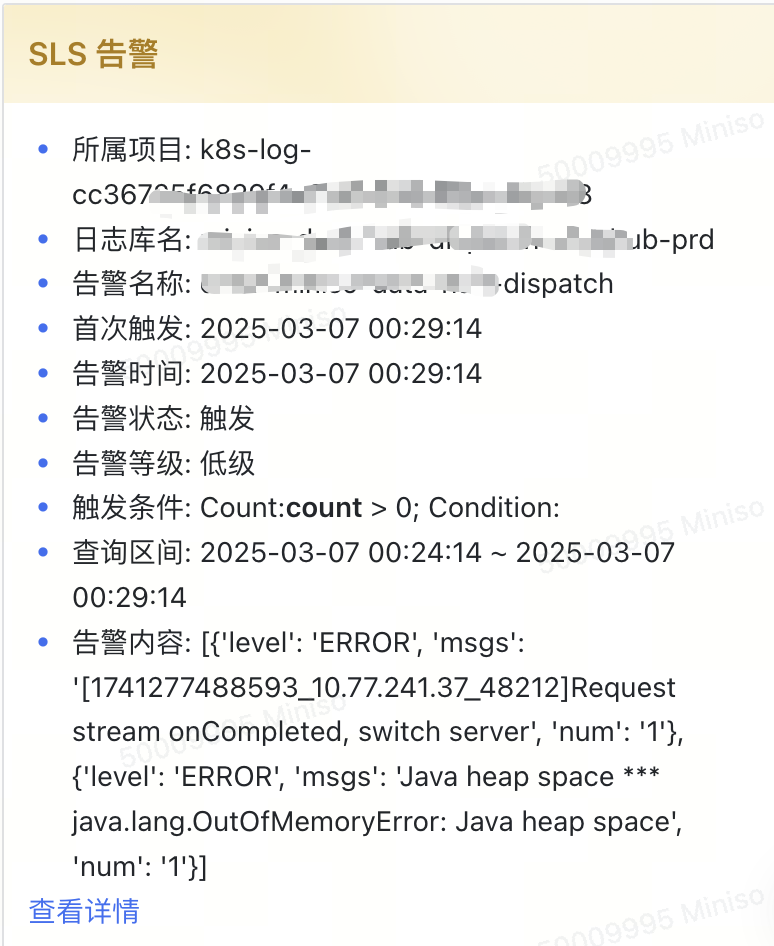 SLS 告警
所属项目: k8s-log-
cc36
日志库名: ub-prd
告警名称: -dispatch
首次触发: 2025-03-07 00:29:14
告警时间: 2025-03-07 00:29:14
告警状态: 触发
告警等级: 低级
触发条件: Count:count > 0; Condition:
查询区间: 2025-03-07 00:24:14 ~ 2025-03-07
00:29:14
告警内容: [{'level': 'ERROR', 'msgs':
'[1741277488593_10.77.241.37_48212]Request
stream onCompleted, switch server', 'num': '1'},
{'level': 'ERROR', 'msgs': 'Java heap space ***
java.lang.OutOfMemoryError: Java heap space',
'num': '1'}]
查看详情
50009995 Miniso
50009995 Miniso
50009995 Miniso
50009995 Miniso
50009995 Miniso